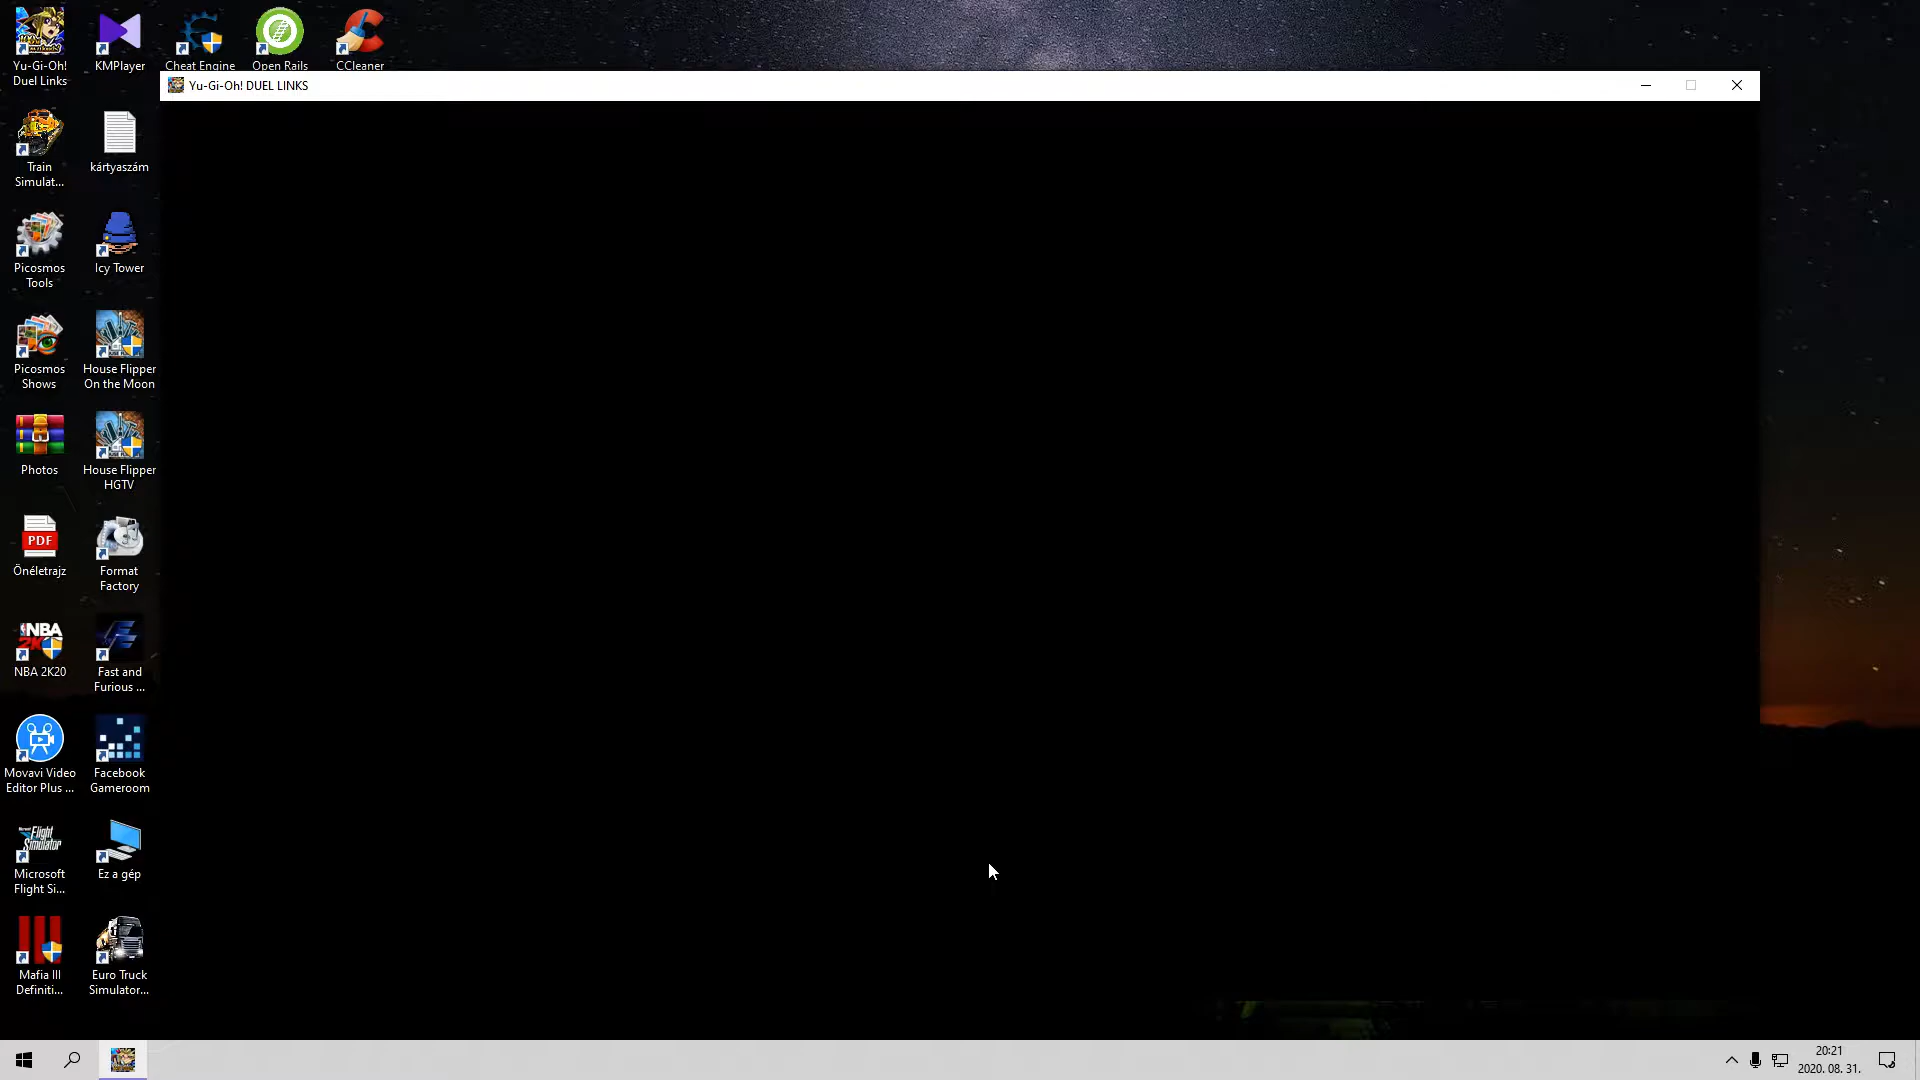 Yu-Gi-Oh!
Duel Links
KMPlayer
Cheat Engine
Open Rails
CCleaner
Yu-Gi-Oh! DUEL LINKS
Train
Simulat...
kártyaszám
Picosmos
Tools
Icy Tower
Picosmos
Shows
House Flipper
On the Moon
Photos
House Flipper
HGTV
PDF
Önéletrajz
Format
Factory
NBA
2K
NBA 2K20
Fast and
Furious ...
Movavi Video
Editor Plus ...
Facebook
Gameroom
Flight
Simulator
Microsoft
Flight Si...
Ez a gép
Mafia III
Definiti...
Euro Truck
Simulator...
20:21
2020. 08. 31.